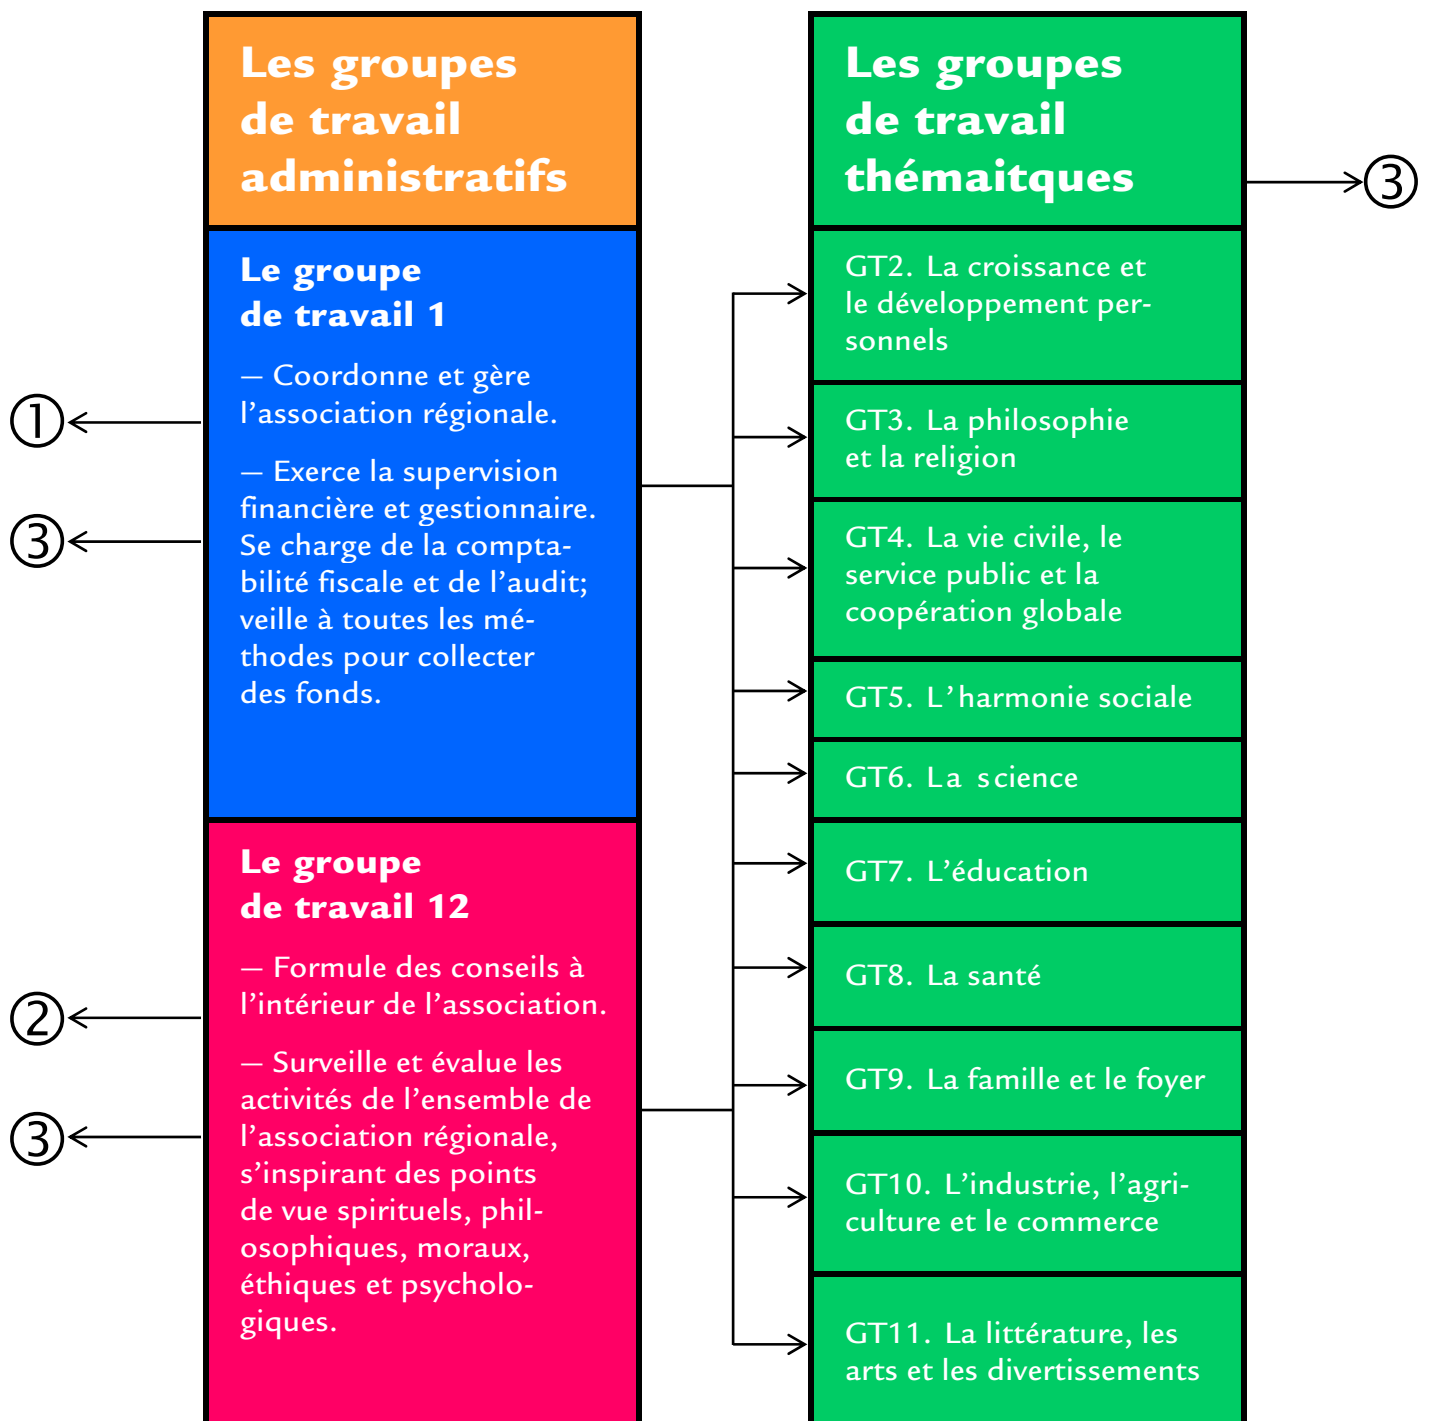 Les groupes
de travail
administratifs
Le groupe
de travail 1
— Coordonne et gère
l’association régionale.
— Exerce la supervision
financière et gestionnaire.
Se charge de la compta-
bilité fiscale et de l’audit;
veille à toutes les mé-
thodes pour collecter
des fonds.
①
③
Le groupe
de travail 12
— Formule des conseils à
l’intérieur de l’association.
— Surveille et évalue les
activités de l’ensemble de
l’association régionale,
s’inspirant des points
de vue spirituels, phil-
osophiques, moraux,
éthiques et psycholo-
giques.
②
③
Les groupes
de travail
thémaitques
③
GT2. La croissance et
le développement per-
sonnels
GT3. La philosophie
et la religion
GT4. La vie civile, le
service public et la
coopération globale
GT5. L’harmonie sociale
GT6. La science
GT7. L’éducation
GT8. La santé
GT9. La famille et le foyer
GT10. L’industrie, l’agri-
culture et le commerce
GT11. La littérature, les
arts et les divertissements